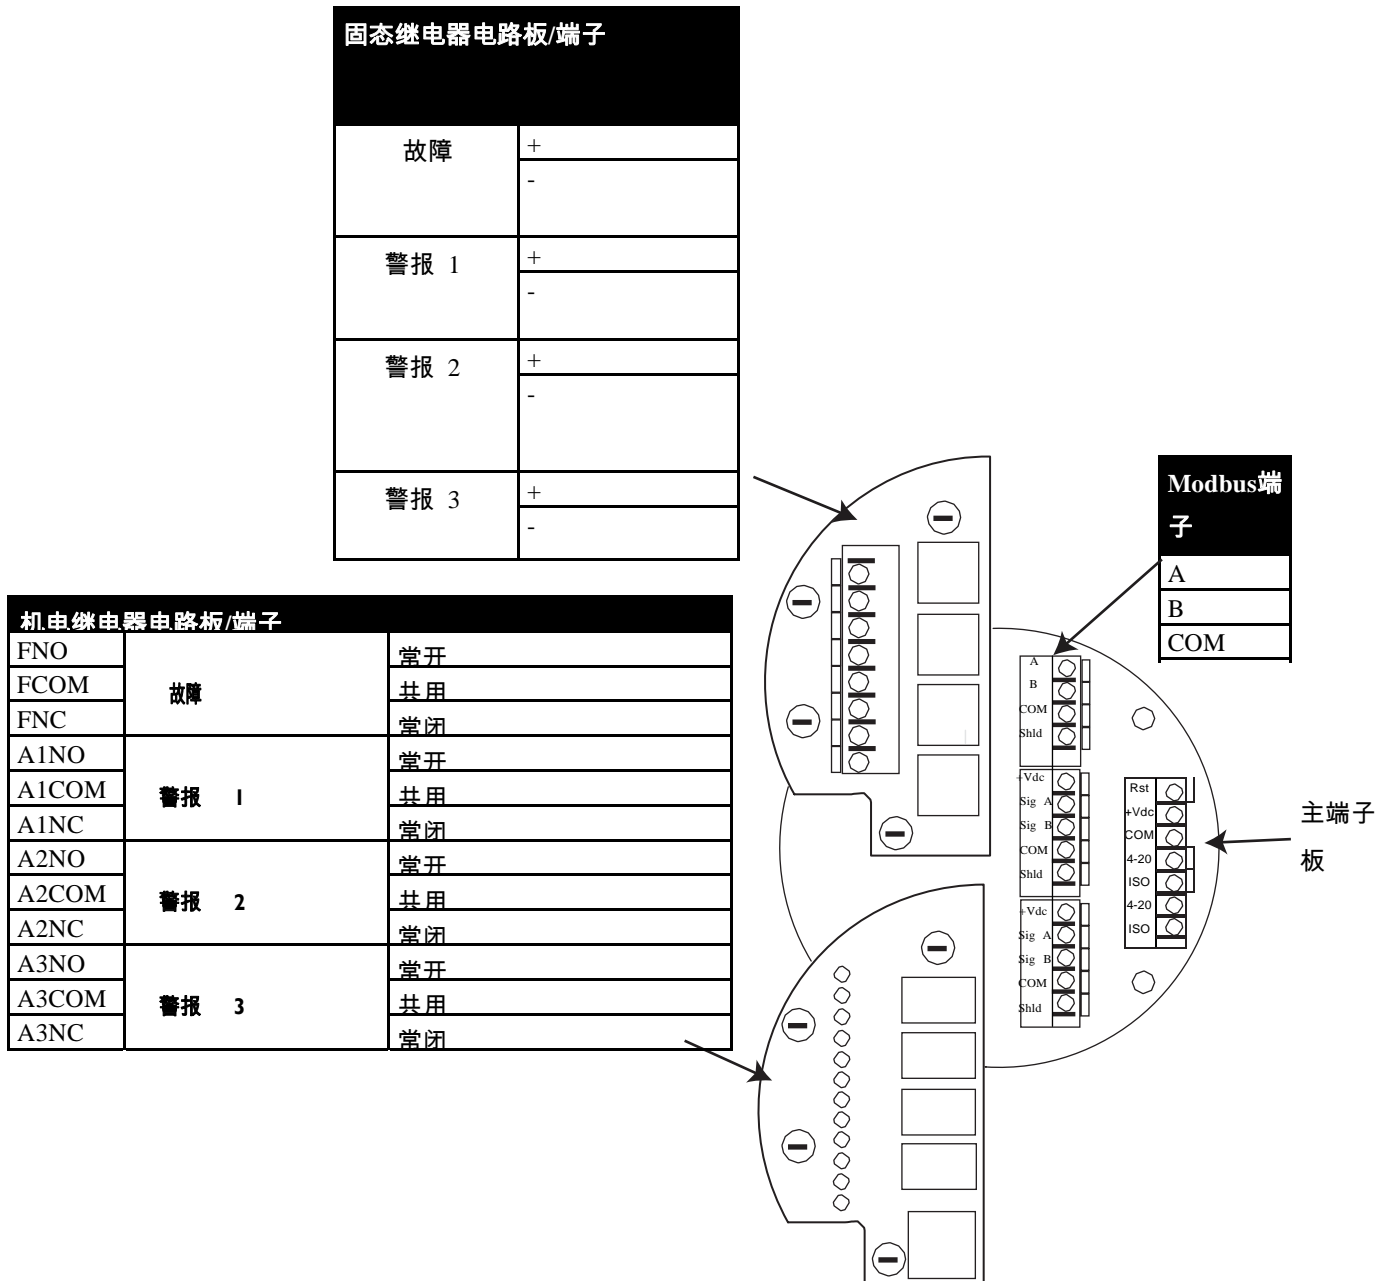 固态继电器电路板/端子
故障 +
-
警报 1 +
-
警报 2 +
-
警报 3 +
-
Modbus端
子
A
B
COM
机电继电器电路板/端子
FNO 常开
FCOM 故障 共用
FNC 常闭
A1NO 常开
A1COM 警报 1 共用
A1NC 常闭
A2NO 常开
A2COM 警报 2 共用
A2NC 常闭
A3NO 常开
A3COM 警报 3 共用
A3NC 常闭
A
B
COM
Shld
+Vdc
Sig A
Sig B
COM
Shld
+Vdc
Sig A
Sig B
COM
Shld
Rst
+Vdc
COM
4-20
ISO
4-20
ISO
主端子
板